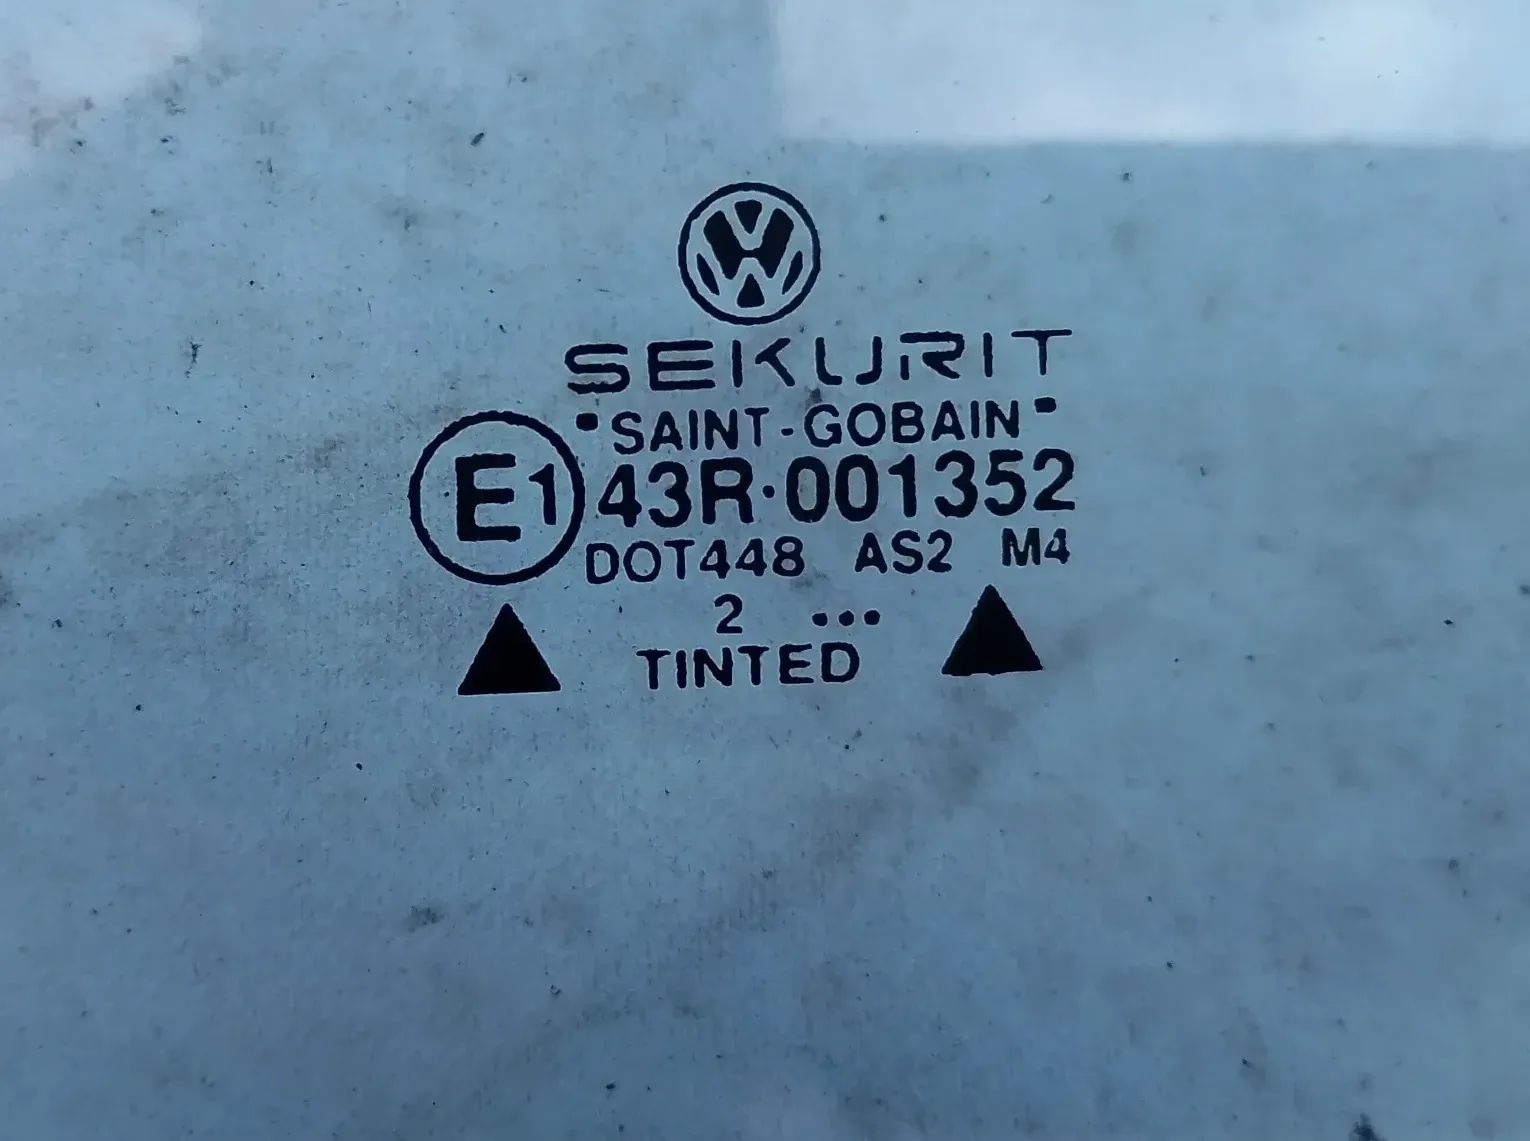 SEKURIT
SAINT-GOBAIN
E1 43R·001352
DOT448 AS2 M4
2 •••
TINTED